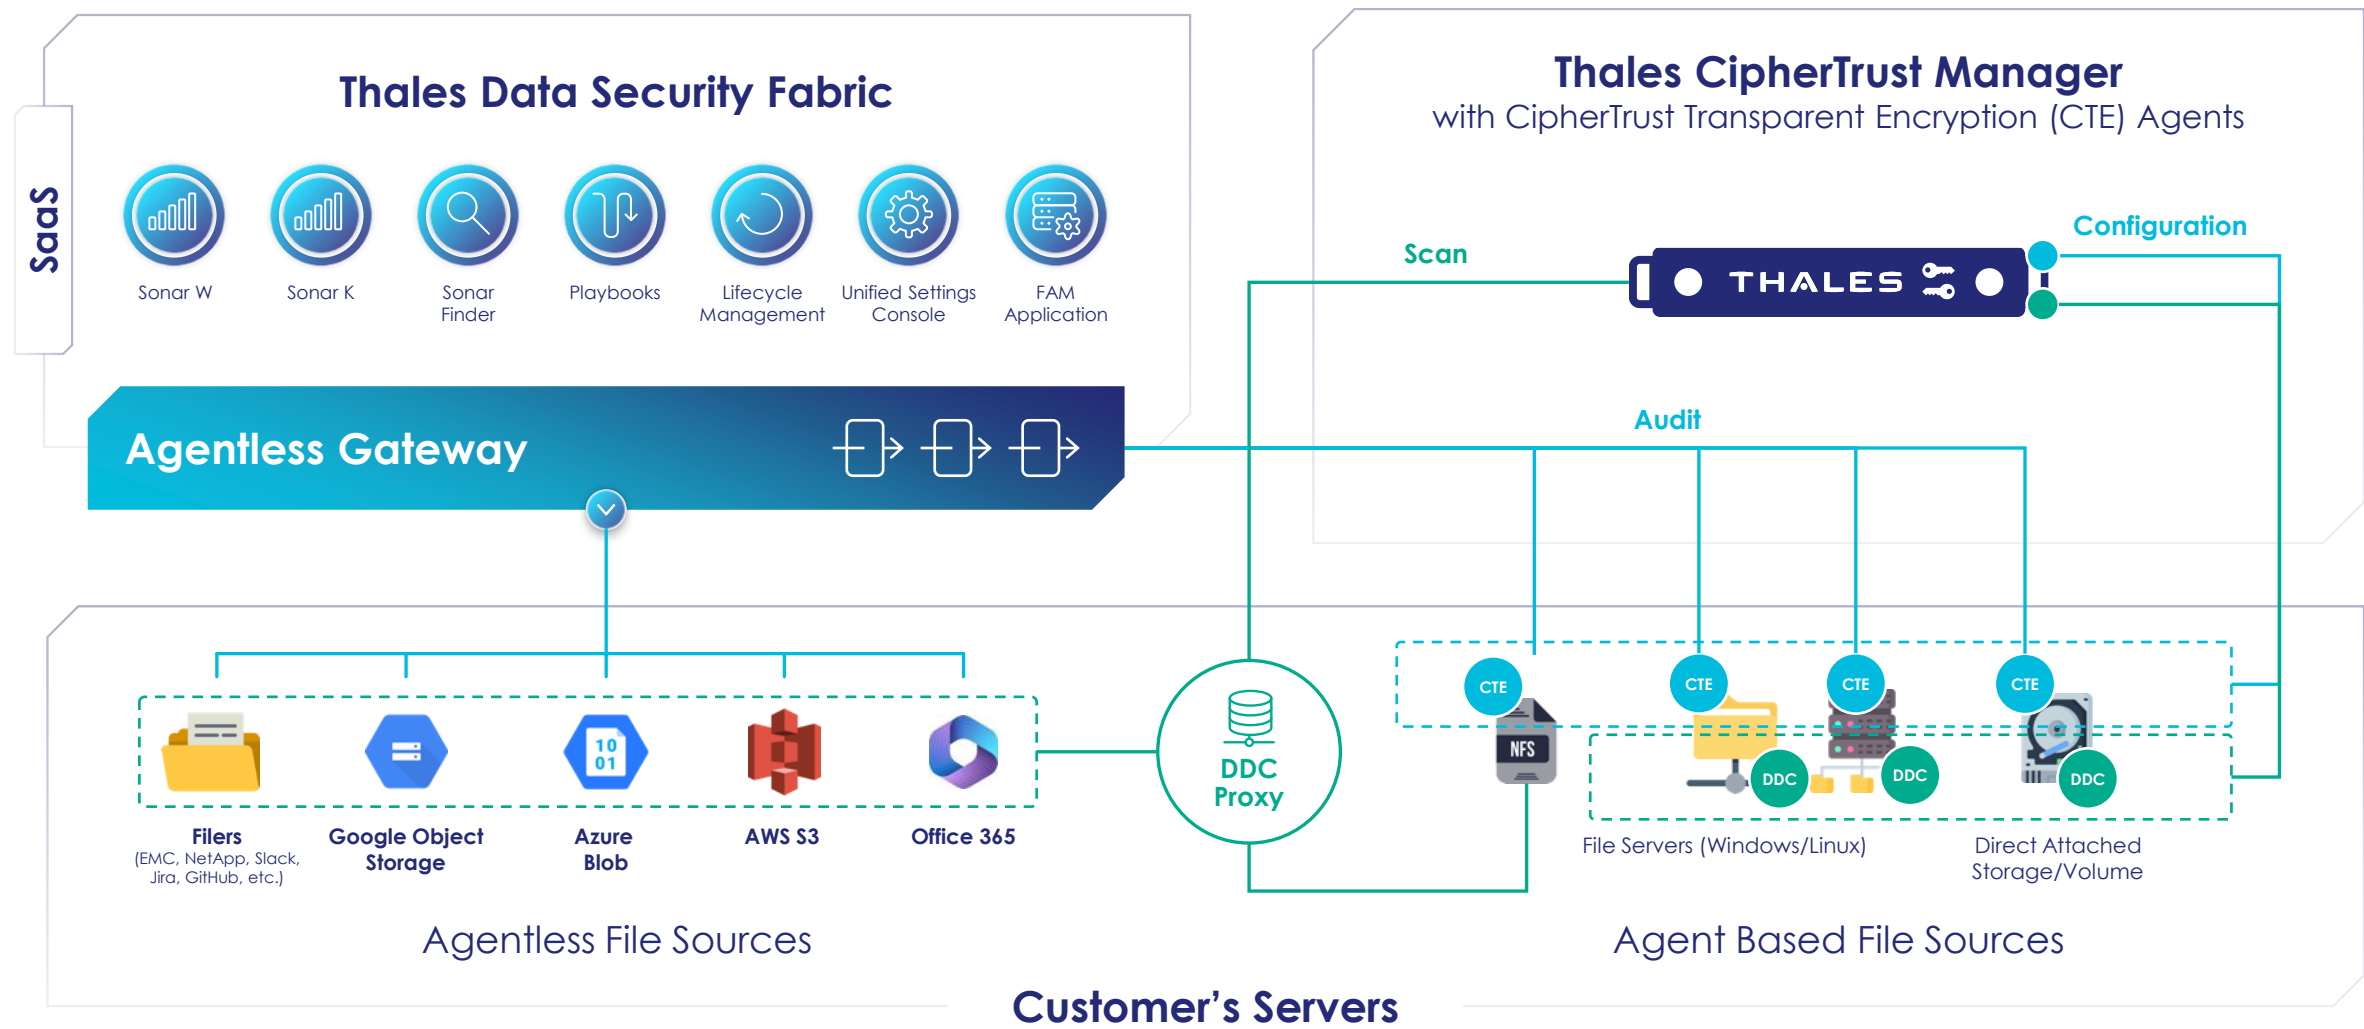 Thales Data Security Fabric
SaaS
Sonar W
Sonar K
Sonar
Finder
Playbooks
Lifecycle
Management
Unified Settings
Console
FAM
Application
Agentless Gateway
Thales CipherTrust Manager
with CipherTrust Transparent Encryption (CTE) Agents
Configuration
Scan
THALES
Audit
CTE
CTE
CTE
CTE
NFS
DDC
DDC
DDC
DDC
Proxy
10
01
Filers
(EMC, NetApp, Slack,
Jira, GitHub, etc.)
Google Object
Storage
Azure
Blob
AWS S3
Office 365
File Servers (Windows/Linux)
Direct Attached
Storage/Volume
Agentless File Sources
Agent Based File Sources
Customer’s Servers